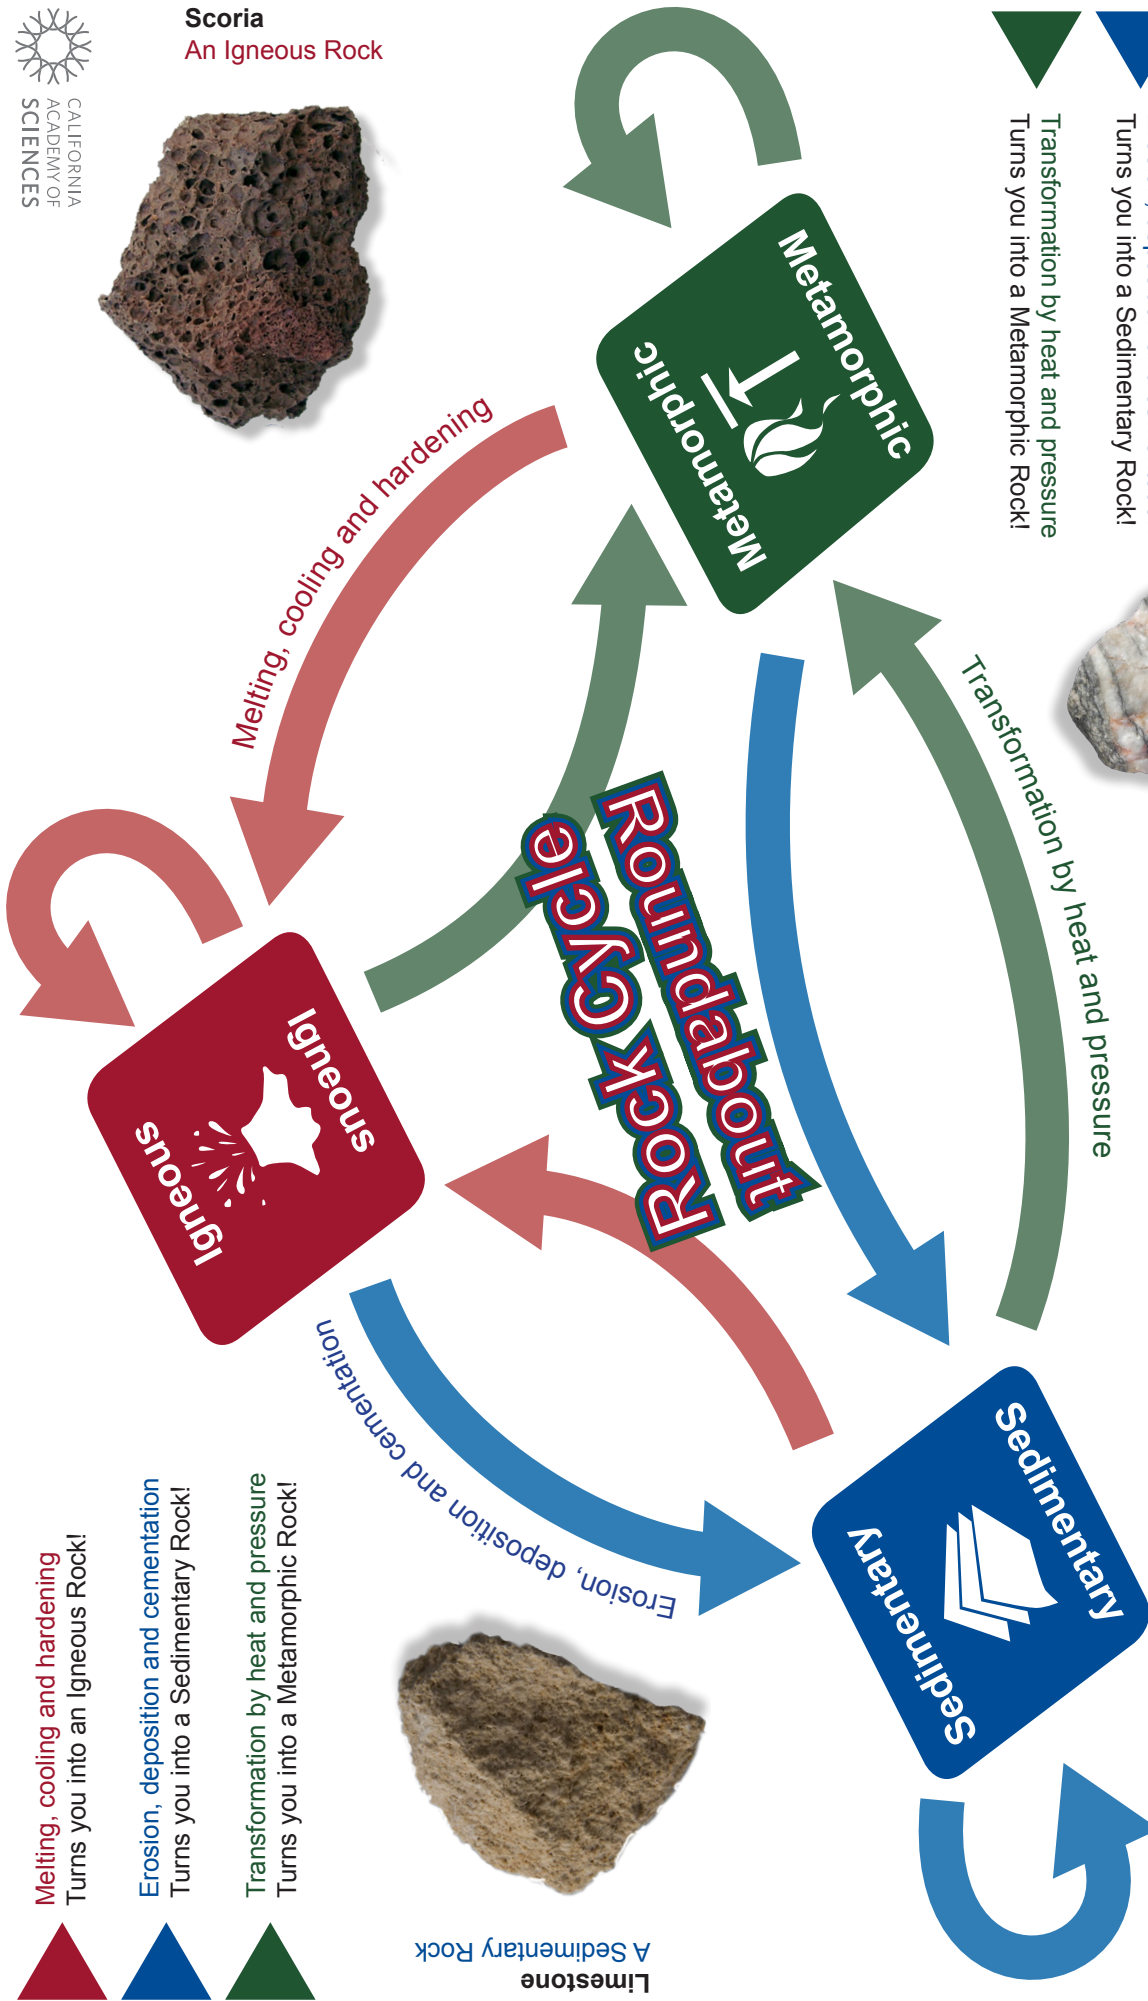 Scoria
An Igneous Rock
CALIFORNIA
ACADEMY OF
SCIENCES
Transformation by heat and pressure
Turns you into a Metamorphic Rock!
Turns you into a Sedimentary Rock!
Metamorphic
Metamorphic
Melting, cooling and hardening
Transformation by heat and pressure
Rock Cycle
Roundabout
Igneous
Igneous
Erosion, deposition and cementation
Sedimentary
Sedimentary
Melting, cooling and hardening
Turns you into an Igneous Rock!
Erosion, deposition and cementation
Turns you into a Sedimentary Rock!
Transformation by heat and pressure
Turns you into a Metamorphic Rock!
Limestone
A Sedimentary Rock